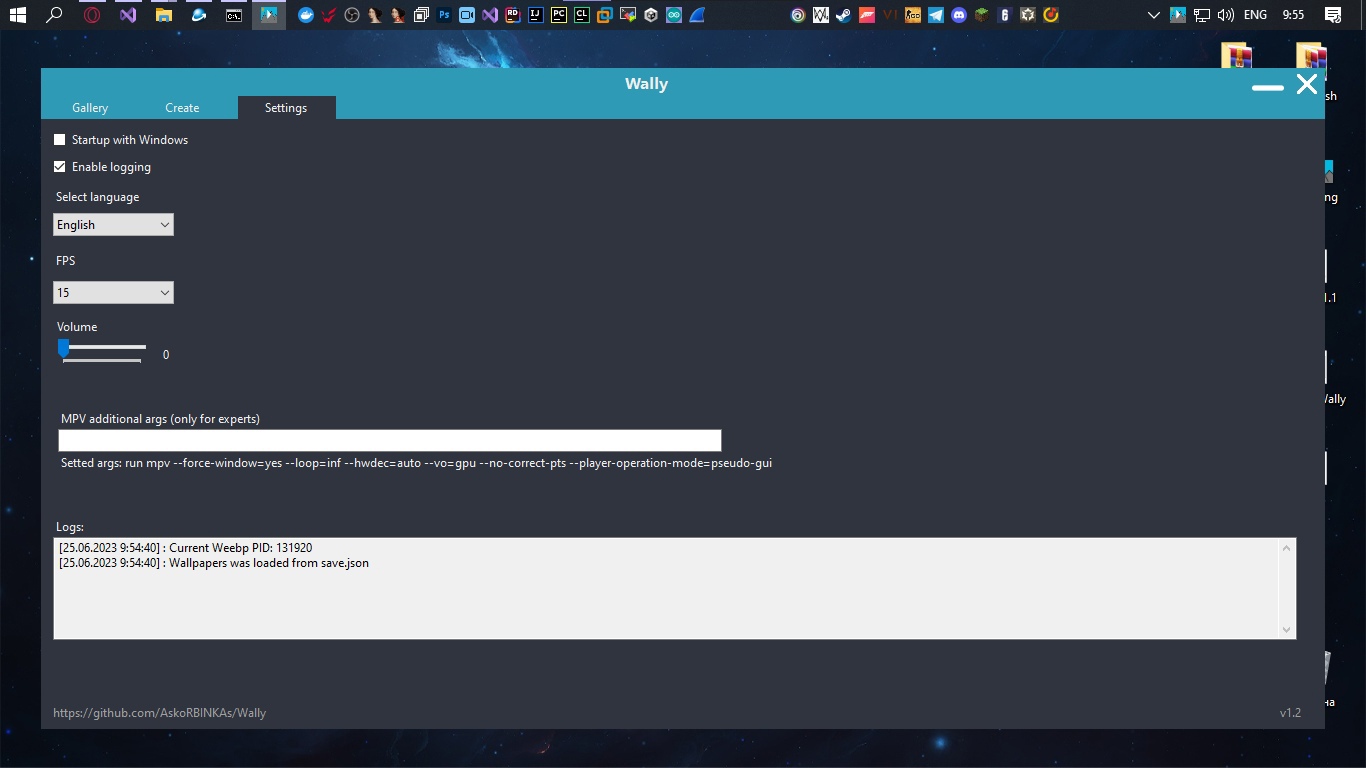 ENG
9:55
Wally
Gallery
Create
Settings
Startup with Windows
Enable logging
Select language
English
FPS
15
Volume
0
MPV additional args (only for experts)
Setted args: run mpv --force-window=yes --loop=inf --hwdec=auto --vo=gpu --no-correct-pts --player-operation-mode=pseudo-gui
Logs:
[25.06.2023 9:54:40] : Current Weebp PID: 131920
[25.06.2023 9:54:40] : Wallpapers was loaded from save.json
https://github.com/AskoRBINKAs/Wally
v1.2
sh
ng
1.1
ally
на